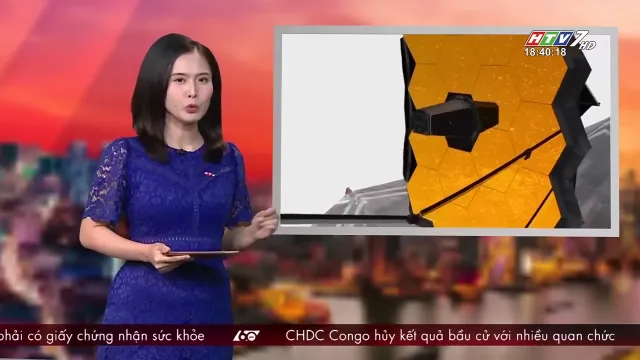 HTV7 HD
18:40:18
phải có giấy chứng nhận sức khỏe 60 CHDC Congo hủy kết quả bầu cử với nhiều quan chức